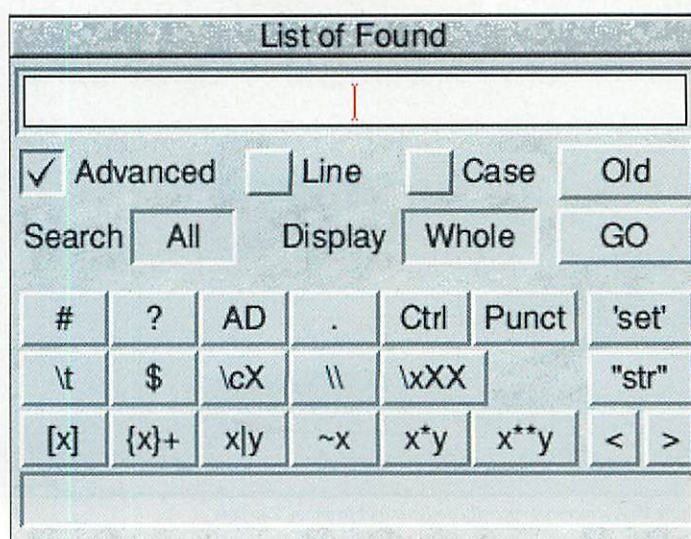 List of Found
Advanced Line Case Old
Search All Display Whole GO
# ? AD . Ctrl Punct 'set'
\t $ \cX \\ \xXX "str"
[x] {x}+ x|y ~x x*y x**y < >